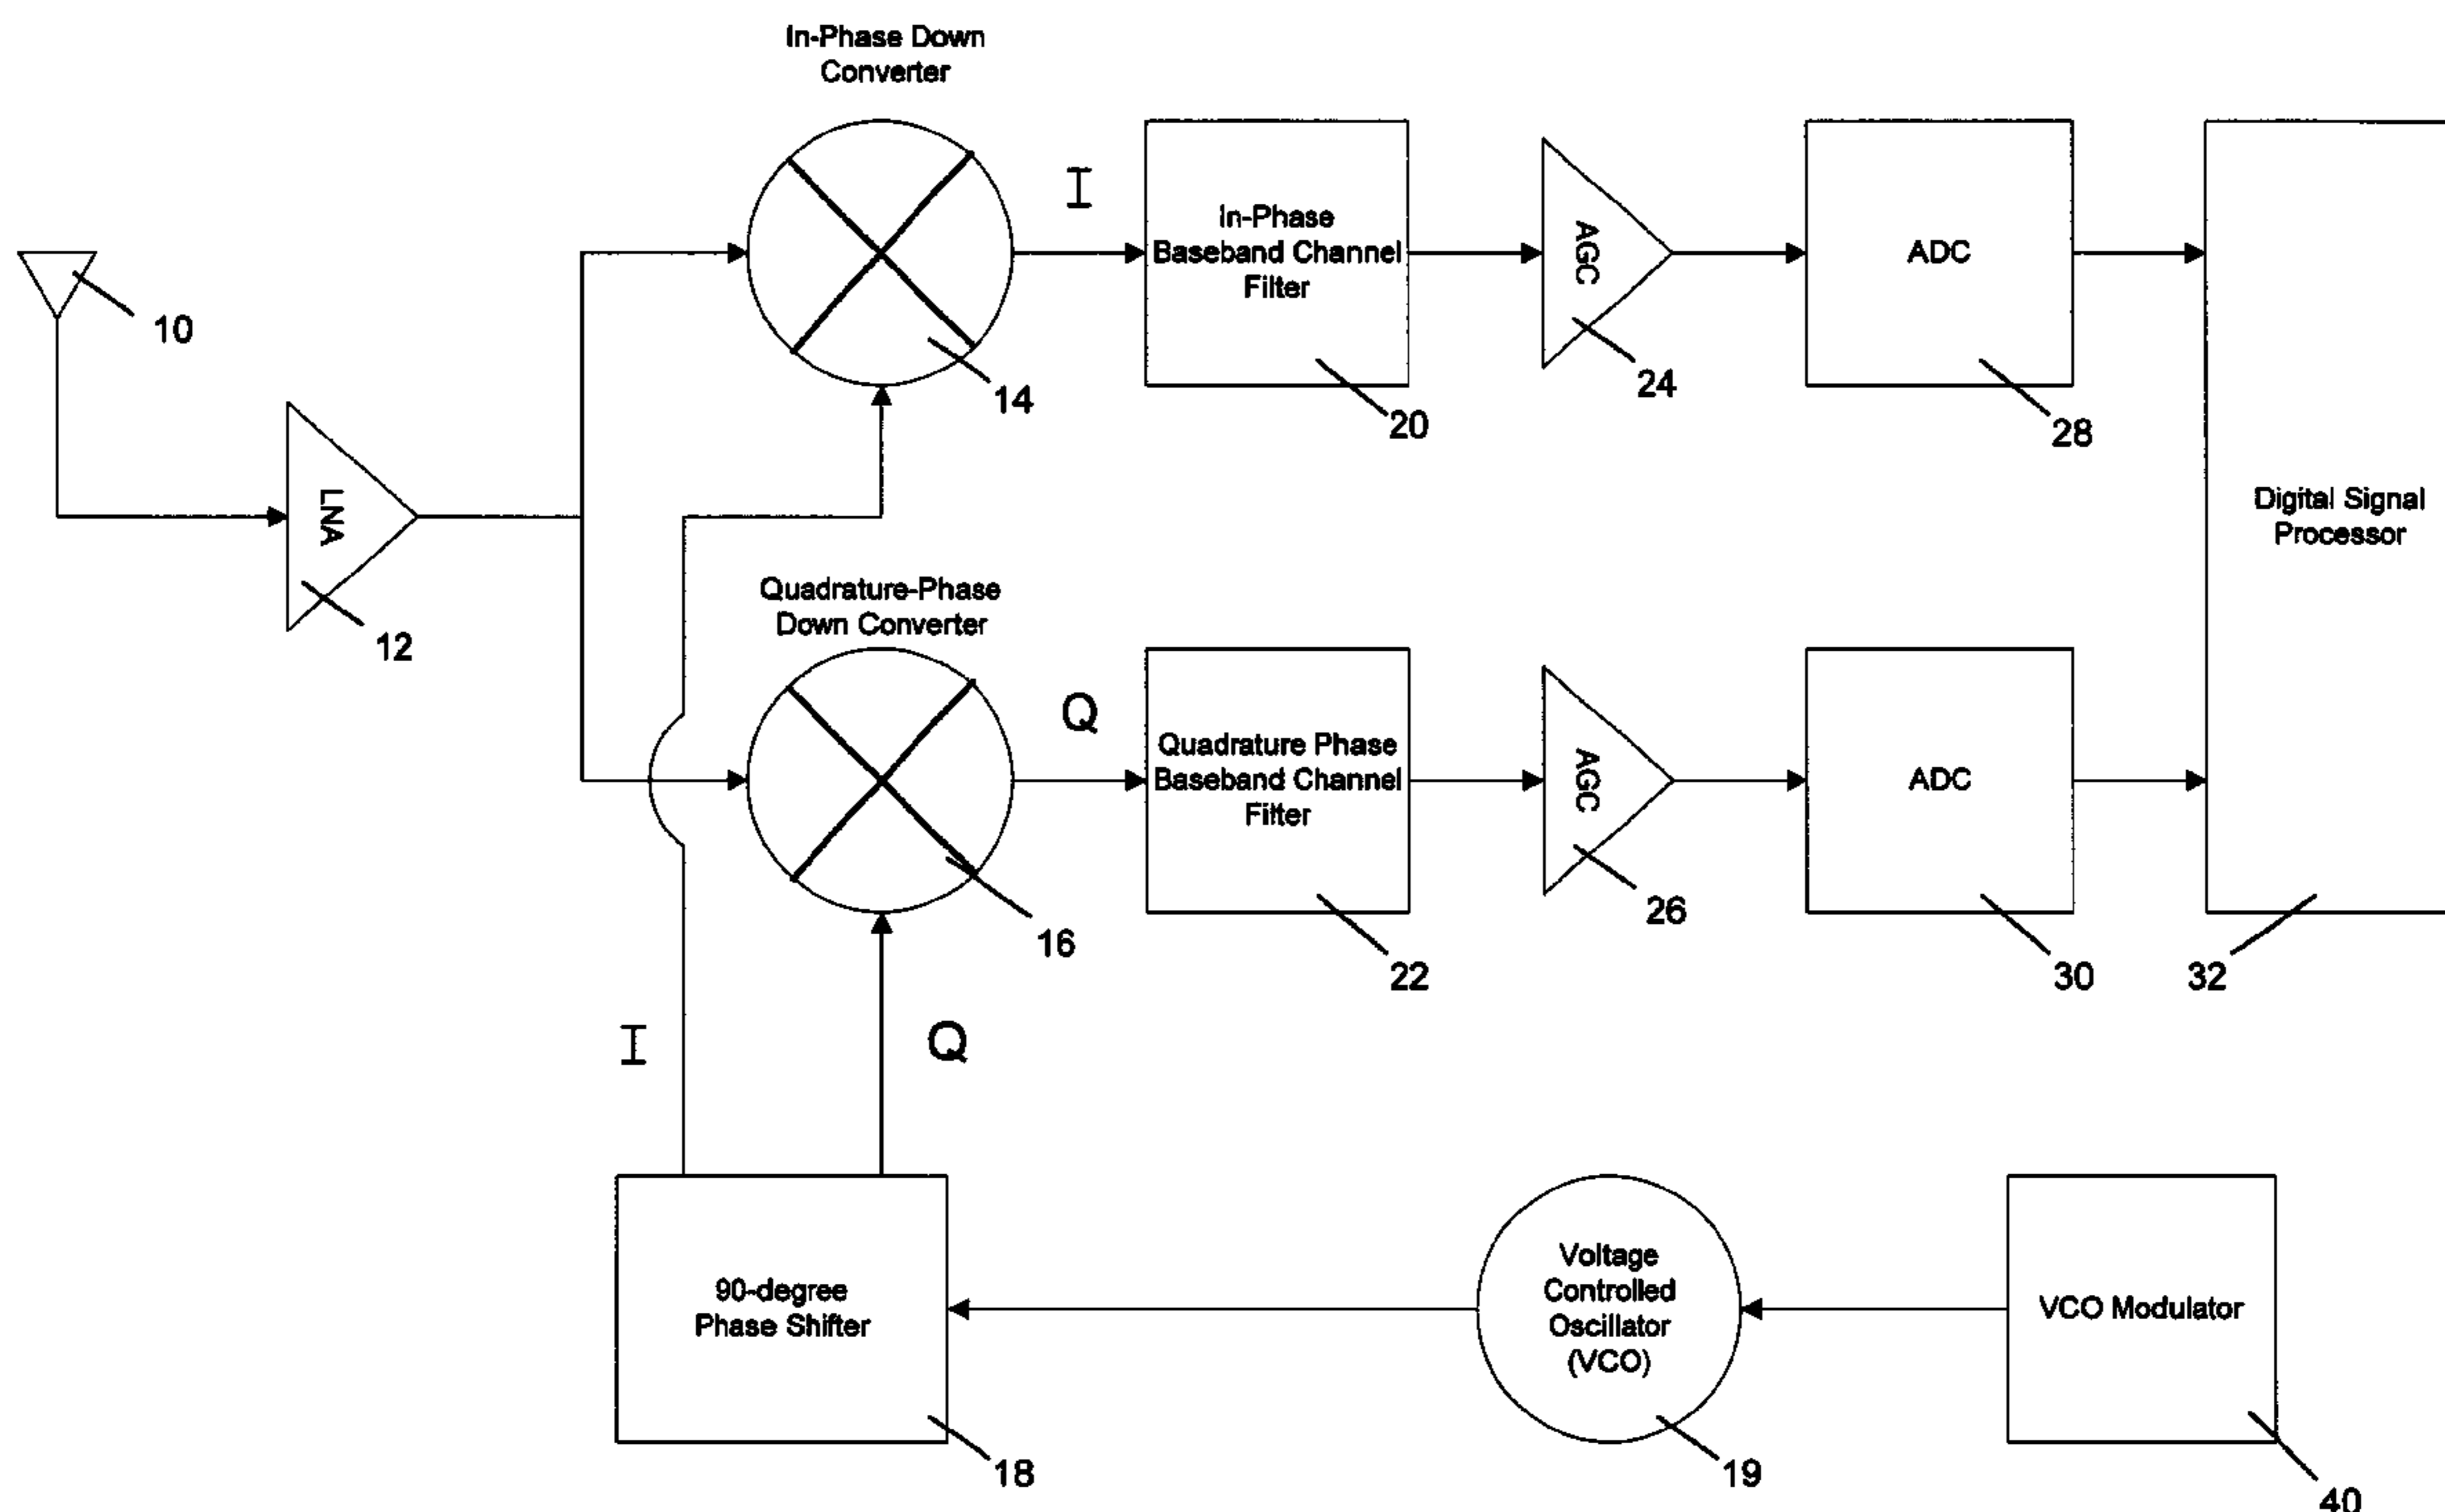 In-Phase Down
Converter
I
In-Phase
Baseband Channel
Filter
AGC
ADC
10
14
20
24
28
LNA
12
Digital Signal
Processor
Quadrature-Phase
Down Converter
Q
Quadrature Phase
Baseband Channel
Filter
AGC
ADC
16
22
26
30
32
I
Q
90-degree
Phase Shifter
Voltage
Controlled
Oscillator
(VCO)
VCO Modulator
18
19
40